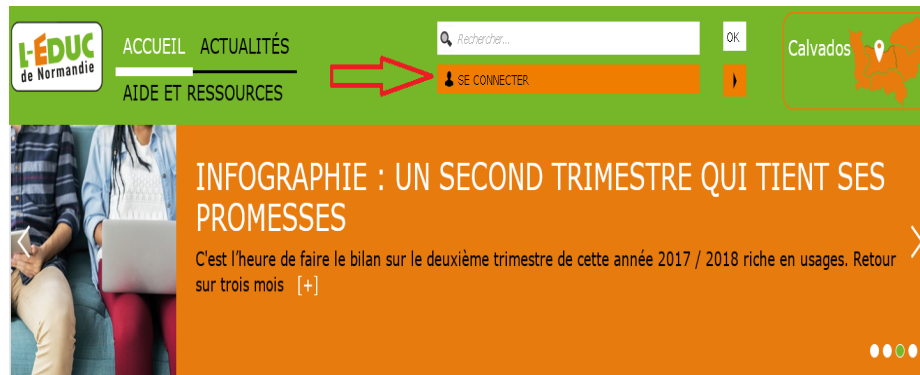 L'ÉDUC
de Normandie
ACCUEIL ACTUALITÉS
AIDE ET RESSOURCES
Rechercher...
OK
SE CONNECTER
Calvados
INFOGRAPHIE : UN SECOND TRIMESTRE QUI TIENT SES
PROMESSES
C'est l'heure de faire le bilan sur le deuxième trimestre de cette année 2017 / 2018 riche en usages. Retour
sur trois mois [+]